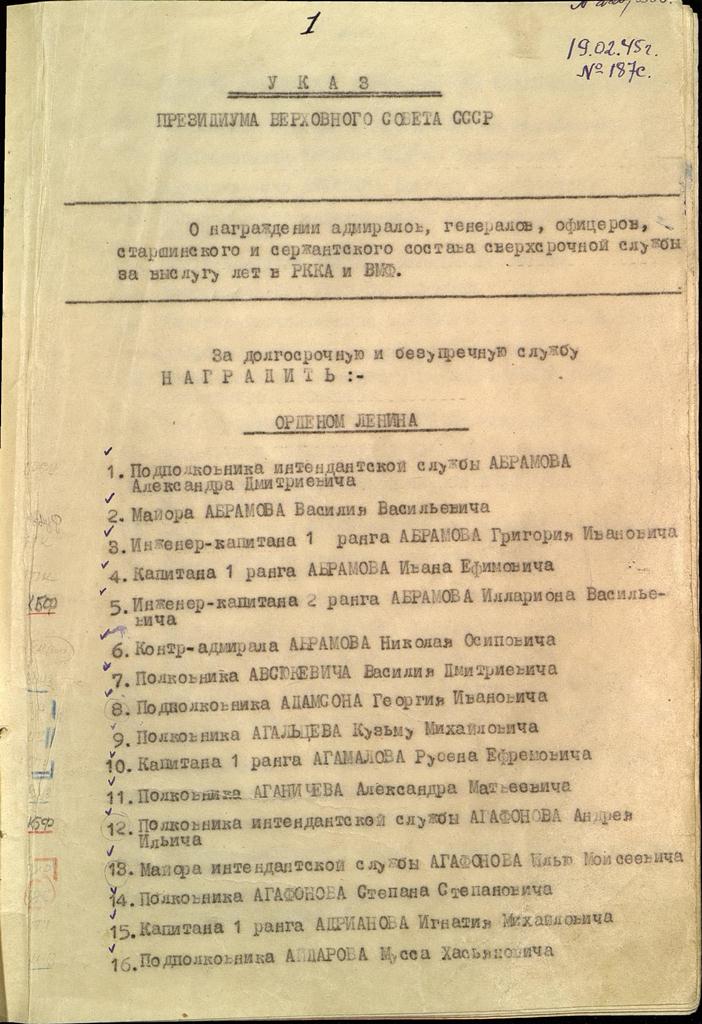 1
19.02.45г.
№ 187с.
У К А З
ПРЕЗИДИУМА ВЕРХОВНОГО СОВЕТА СССР
О награждении адмиралов, генералов, офицеров,
старшинского и сержантского состава сверхсрочной службы
за выслугу лет в РККА и ВМФ.
За долгосрочную и безупречную службу
Н А Г Р А Д И Т Ь :-
ОРДЕНОМ ЛЕНИНА
1. Подполковника интендантской службы АБРАМОВА
Александра Дмитриевича
2. Майора АБРАМОВА Василия Васильевича
3. Инженер-капитана 1 ранга АБРАМОВА Григория Ивановича
4. Капитана 1 ранга АБРАМОВА Ивана Ефимовича
5. Инженер-капитана 2 ранга АБРАМОВА Иллариона Василье-
вича
6. Контр-адмирала АБРАМОВА Николая Осиповича
7. Полковника АВСЮКЕВИЧА Василия Дмитриевича
8. Подполковника АДАМСОНА Георгия Ивановича
9. Полковника АГАЛЬЦЕВА Кузьму Михайловича
10. Капитана 1 ранга АГАМАЛОВА Русена Ефремовича
11. Полковника АГАНИЧЕВА Александра Матвеевича
12. Полковника интендантской службы АГАФОНОВА Андрея
Ильича
13. Майора интендантской службы АГАФОНОВА Илью Моисеевича
14. Полковника АГАФОНОВА Степана Степановича
15. Капитана 1 ранга АДРИАНОВА Игнатия Михайловича
16. Подполковника АЙДАРОВА Мусса Хасьяновича